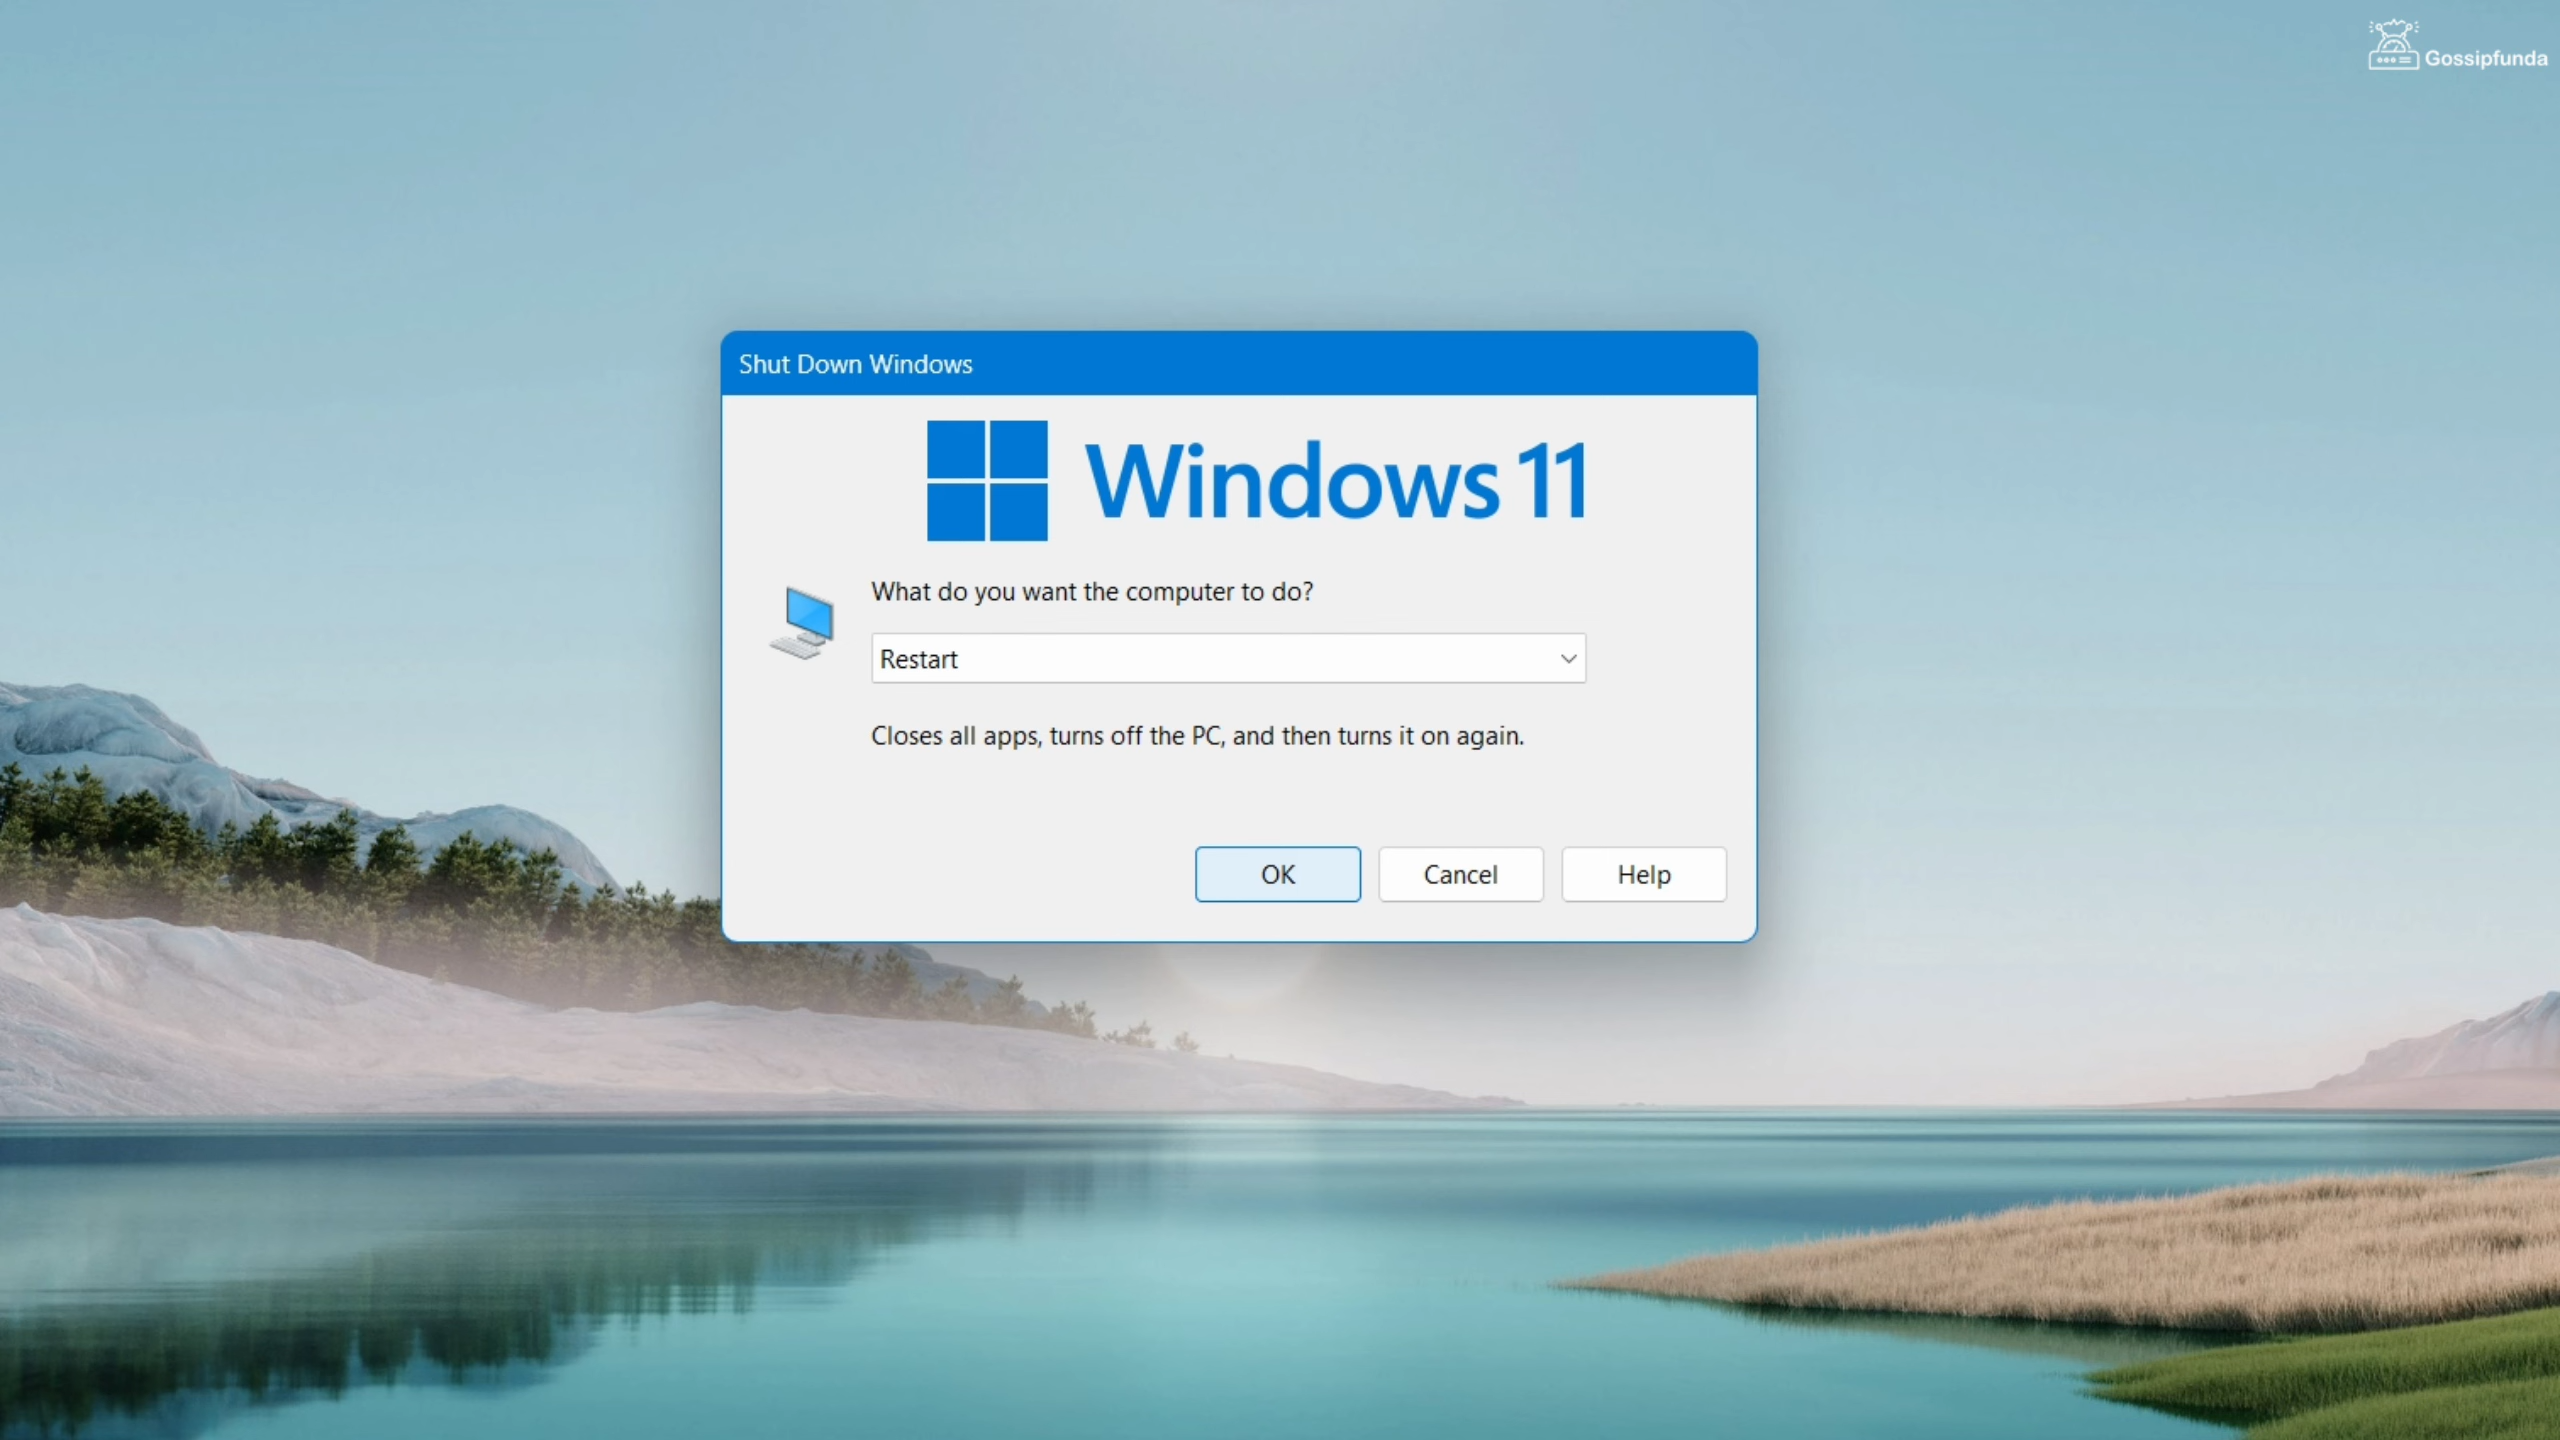 Gossipfunda
Shut Down Windows
Windows 11
What do you want the computer to do?
Restart
Closes all apps, turns off the PC, and then turns it on again.
OK
Cancel
Help